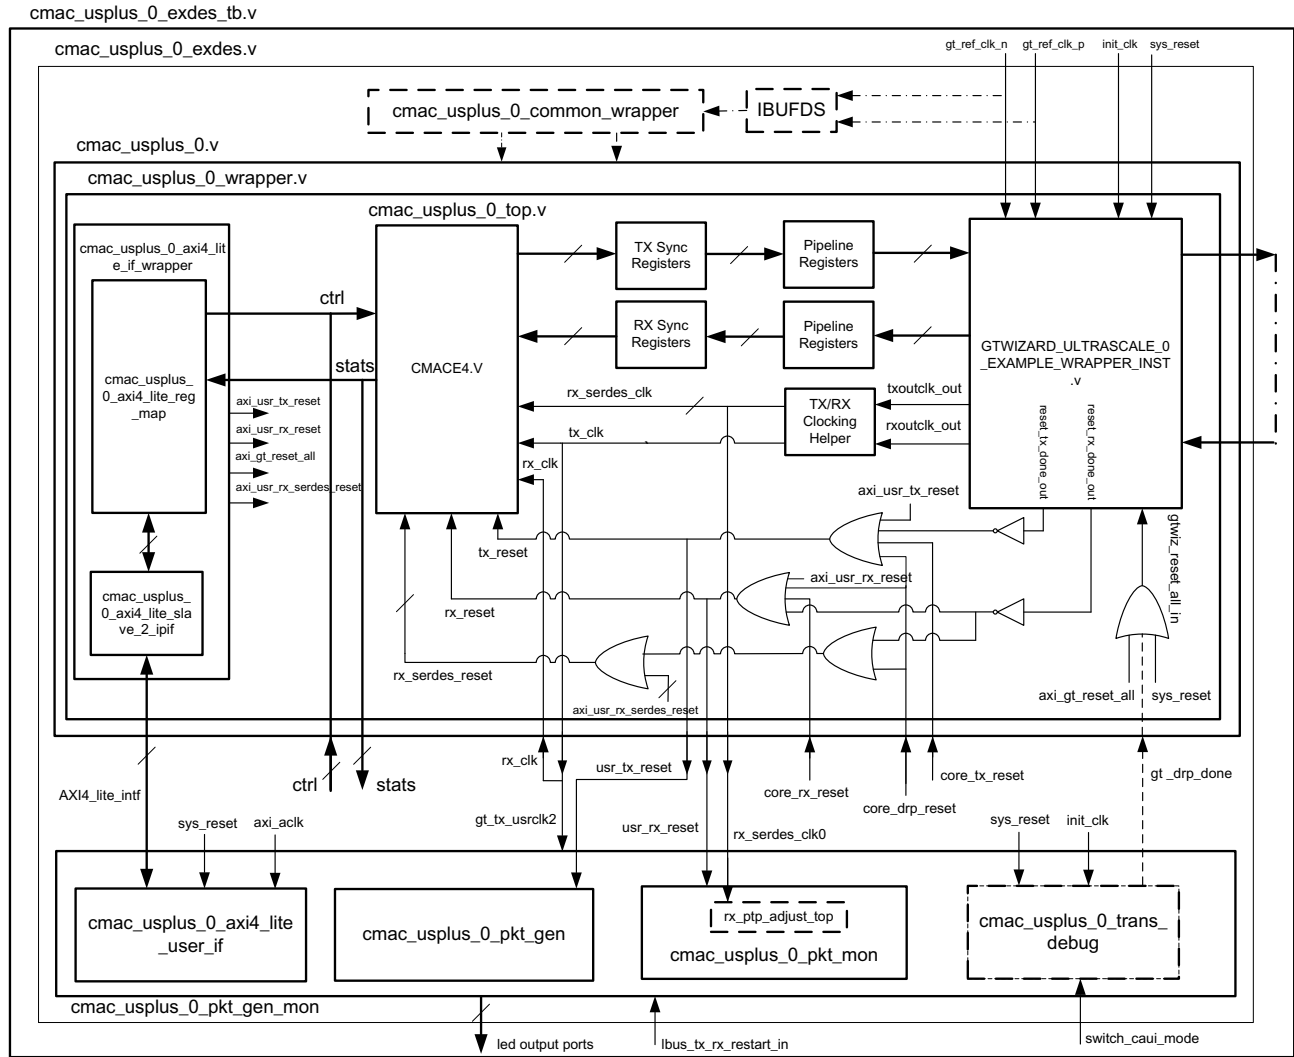 cmac_usplus_0_exdes_tb.v
cmac_usplus_0_exdes.v
gt_ref_clk_n
gt_ref_clk_p
init_clk
sys_reset
cmac_usplus_0_common_wrapper
IBUFDS
cmac_usplus_0.v
cmac_usplus_0_wrapper.v
cmac_usplus_0_top.v
cmac_usplus_0_axi4_lit
e_if_wrapper
TX Sync
Registers
Pipeline
Registers
ctrl
RX Sync
Registers
Pipeline
Registers
GTWIZARD_ULTRASCALE_0
_EXAMPLE_WRAPPER_INST
.v
stats
CMACE4.V
cmac_usplus_
0_axi4_lite_reg
_map
rx_serdes_clk
TX/RX
Clocking
Helper
txoutclk_out
rxoutclk_out
reset_tx_done_out
reset_rx_done_out
axi_usr_tx_reset
axi_usr_rx_reset
axi_gt_reset_all
axi_usr_rx_serdes_reset
tx_clk
rx_clk
axi_usr_tx_reset
gtwiz_reset_all_in
tx_reset
axi_usr_rx_reset
cmac_usplus_
0_axi4_lite_sla
ve_2_ipif
rx_reset
rx_serdes_reset
axi_usr_rx_serdes_reset
axi_gt_reset_all
sys_reset
rx_clk
usr_tx_reset
core_tx_reset
gt_drp_done
ctrl
stats
core_rx_reset
core_drp_reset
AXI4_lite_intf
sys_reset
axi_aclk
gt_tx_usrclk2
usr_rx_reset
rx_serdes_clk0
sys_reset
init_clk
cmac_usplus_0_axi4_lite
_user_if
cmac_usplus_0_pkt_gen
rx_ptp_adjust_top
cmac_usplus_0_pkt_mon
cmac_usplus_0_trans_
debug
cmac_usplus_0_pkt_gen_mon
led output ports
lbus_tx_rx_restart_in
switch_caui_mode